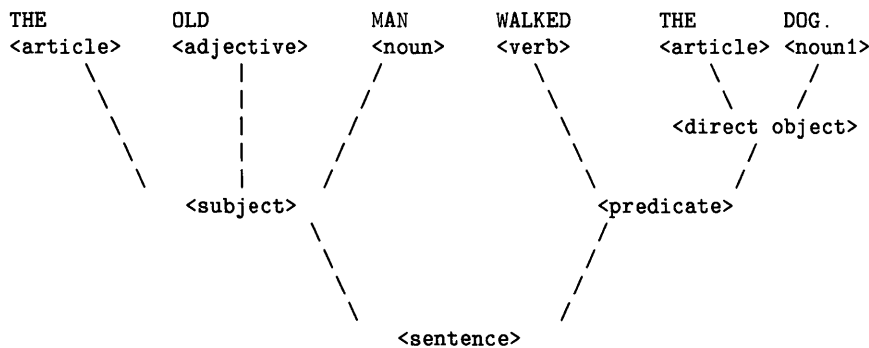 THE OLD MAN WALKED THE DOG.
<article> <adjective> <noun> <verb> <article> <noun1>
<direct object>
<subject> <predicate>
<sentence>